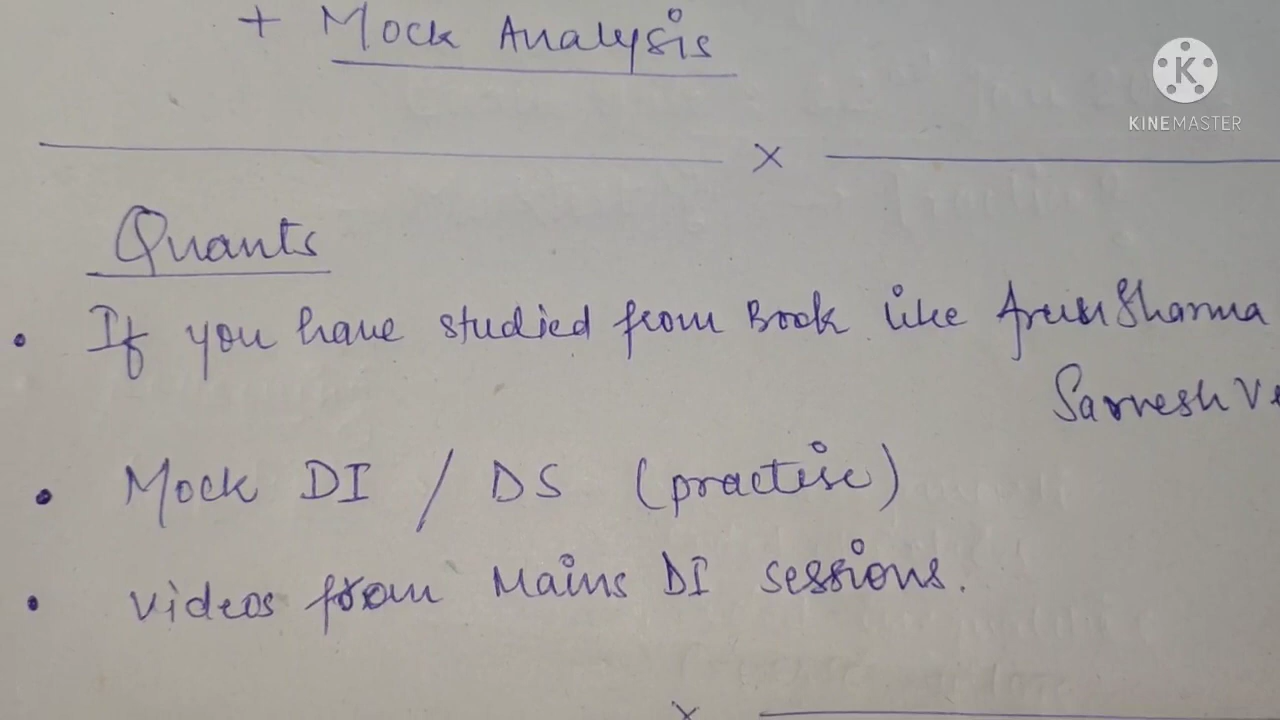 + Mock Analysis
K
KINEMASTER
×
Quants
• If you have studied from Book like Arun Sharma
Sarvesh
• Mock DI / DS (practise)
• Videos from Mains DI sessions.
×